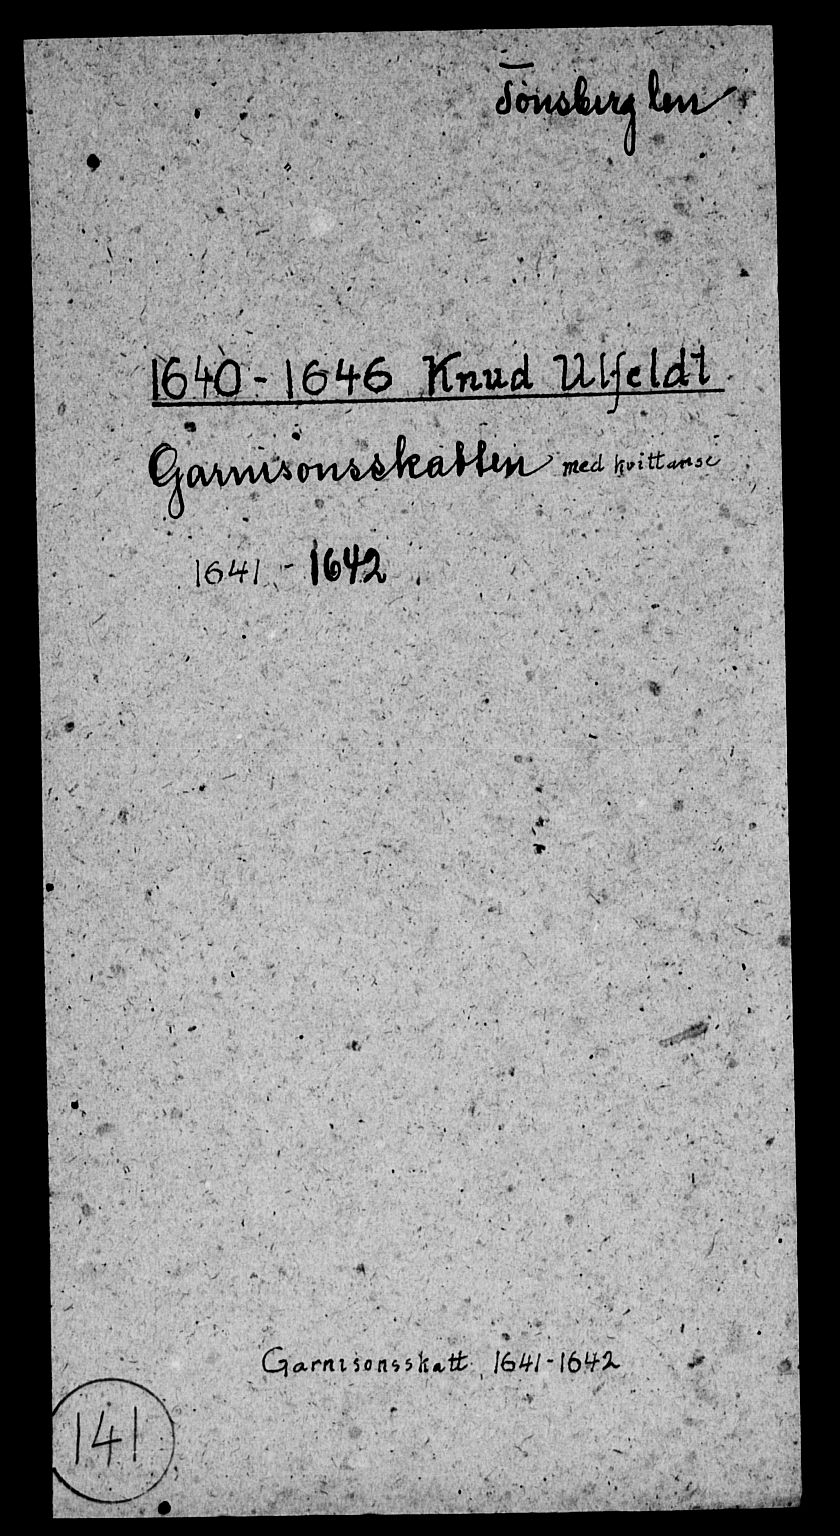 Tönsberg len
1640-1646 Knud Ulfeldt
Garnisonsskatten med kvittanse
1641 - 1642
Garnisonsskatt 1641-1642
141